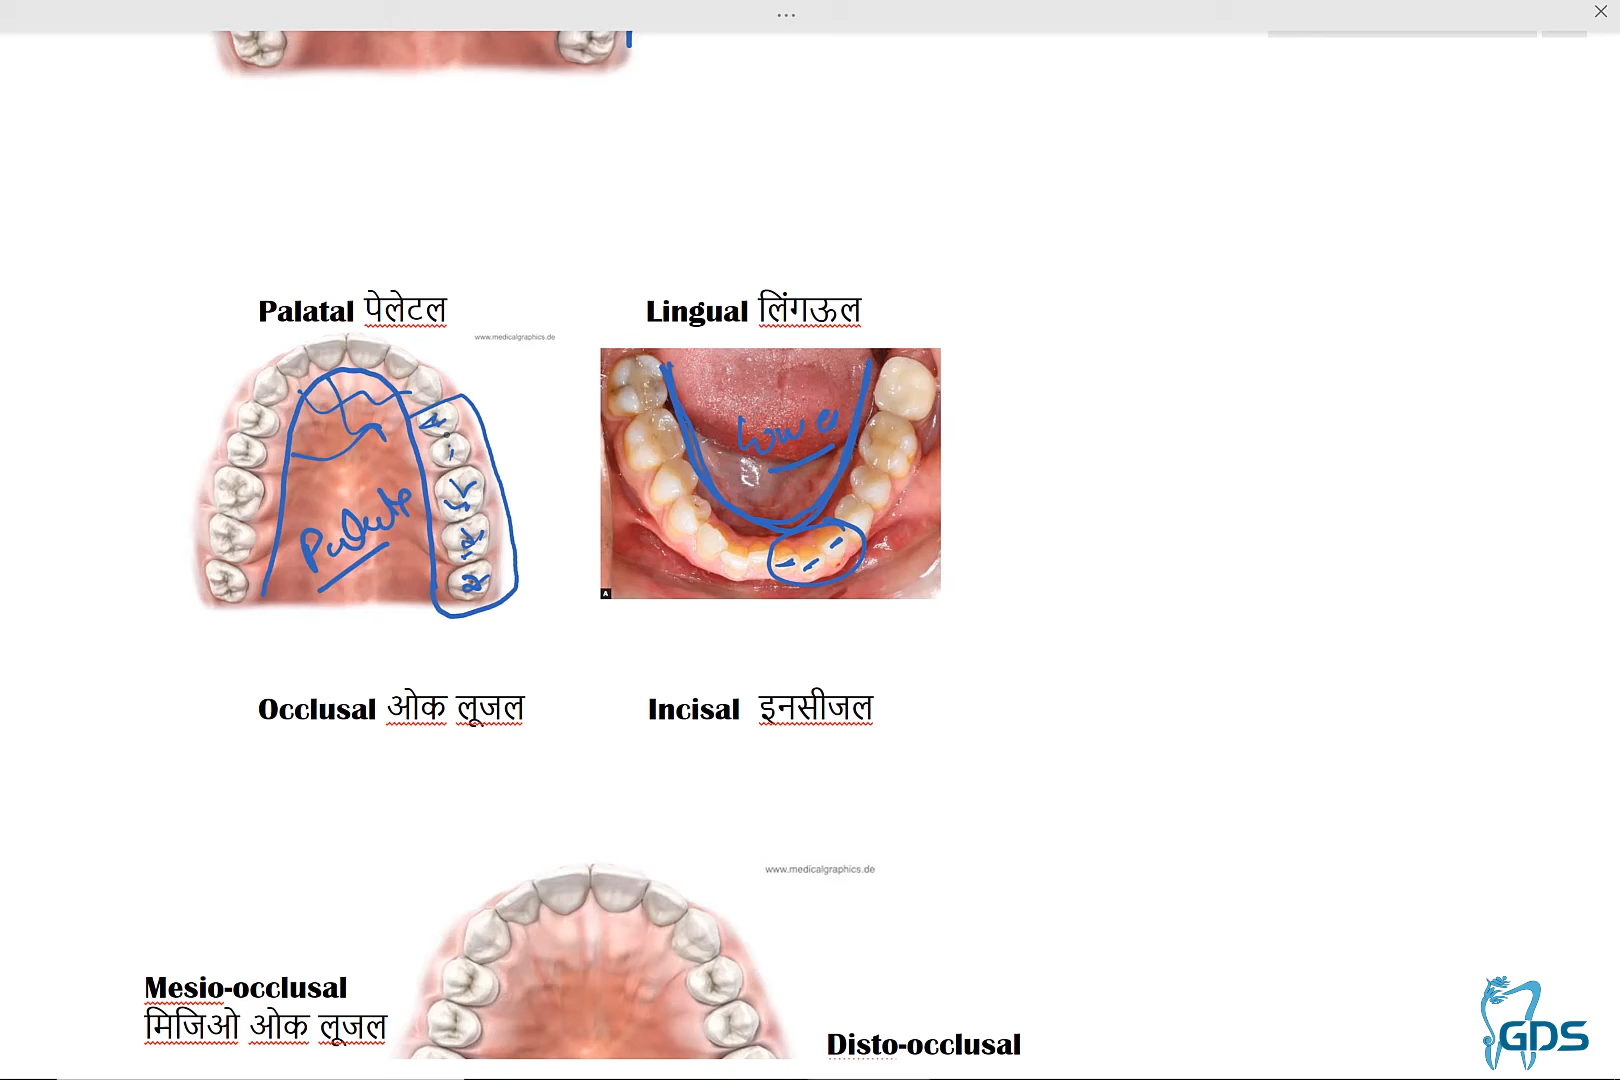 ...
Palatal पेलेटल
Lingual लिंगऊल
www.medicalgraphics.de
Palate
Lower
A
Occlusal ओक लूजल
Incisal इनसीजल
www.medicalgraphics.de
Mesio-occlusal
मिजिओ ओक लूजल
Disto-occlusal
GDS